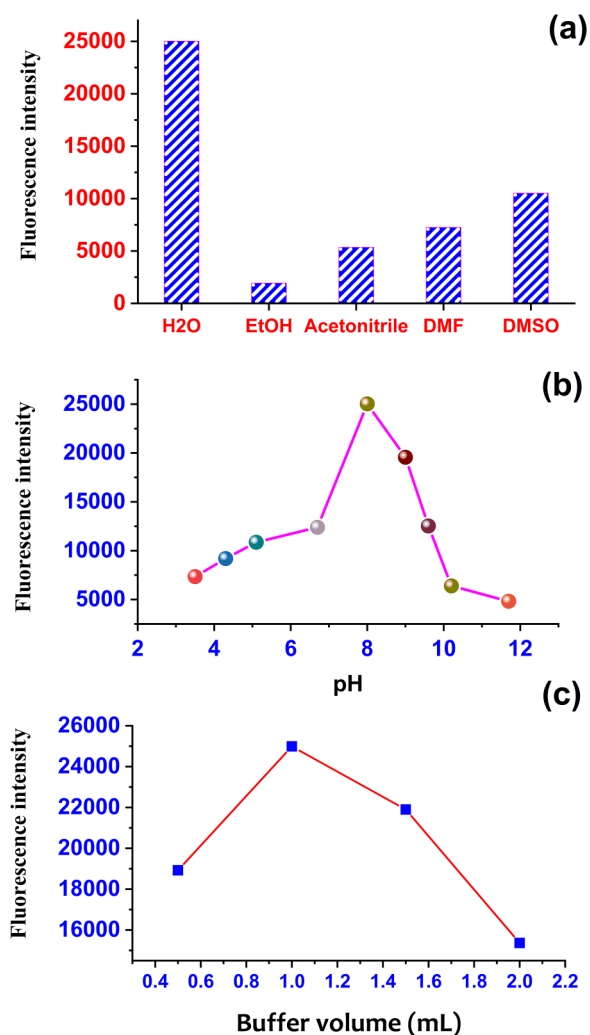 (a)
Fluorescence intensity
25000
20000
15000
10000
5000
0
H2O EtOH Acetonitrile DMF DMSO
(b)
Fluorescence intensity
25000
20000
15000
10000
5000
2 4 6 8 10 12
pH
(c)
Fluorescence intensity
26000
24000
22000
20000
18000
16000
0.4 0.6 0.8 1.0 1.2 1.4 1.6 1.8 2.0 2.2
Buffer volume (mL)